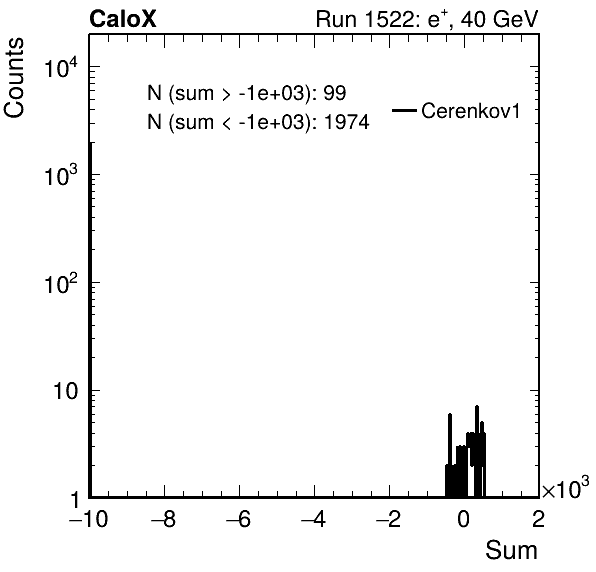 CaloX Run 1522: e⁺, 40 GeV
Counts
N (sum > -1e+03): 99
N (sum < -1e+03): 1974
Cerenkov1
10⁴
10³
10²
10
1
−10 −8 −6 −4 −2 0 2
×10³
Sum